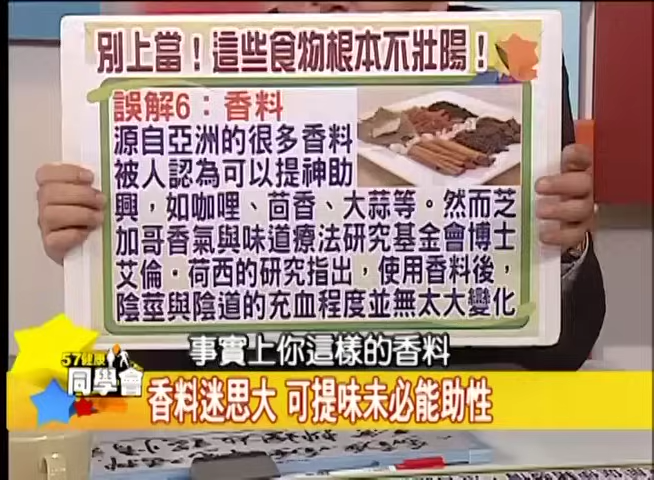 別上當！這些食物根本不壯陽！
誤解6：香料
源自亞洲的很多香料
被人認為可以提神助
興，如咖哩、茴香、大蒜等。然而芝
加哥香氣與味道療法研究基金會博士
艾倫．荷西的研究指出，使用香料後，
陰莖與陰道的充血程度並無太大變化
事實上你這樣的香料
57健康
同學會
香料迷思大 可提味未必能助性